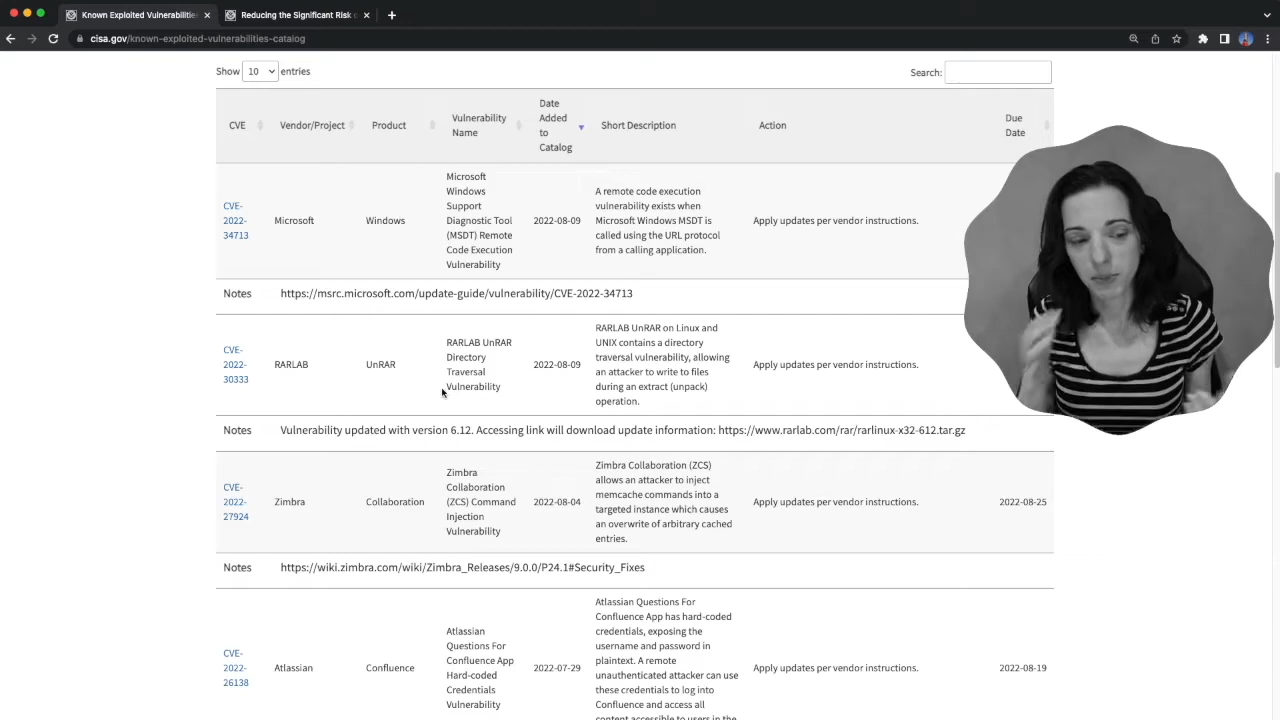 Known Exploited Vulnerabilities
Reducing the Significant Risk
cisa.gov/known-exploited-vulnerabilities-catalog
Show 10 entries
Search:
CVE
Vendor/Project
Product
Vulnerability
Name
Date
Added
to
Catalog
Short Description
Action
Due
Date
CVE-
2022-
34713
Microsoft
Windows
Microsoft
Windows
Support
Diagnostic Tool
(MSDT) Remote
Code Execution
Vulnerability
2022-08-09
A remote code execution
vulnerability exists when
Microsoft Windows MSDT is
called using the URL protocol
from a calling application.
Apply updates per vendor instructions.
Notes
https://msrc.microsoft.com/update-guide/vulnerability/CVE-2022-34713
CVE-
2022-
30333
RARLAB
UnRAR
RARLAB UnRAR
Directory
Traversal
Vulnerability
2022-08-09
RARLAB UnRAR on Linux and
UNIX contains a directory
traversal vulnerability, allowing
an attacker to write to files
during an extract (unpack)
operation.
Apply updates per vendor instructions.
Notes
Vulnerability updated with version 6.12. Accessing link will download update information: https://www.rarlab.com/rar/rarlinux-x32-612.tar.gz
CVE-
2022-
27924
Zimbra
Collaboration
Zimbra
Collaboration
(ZCS) Command
Injection
Vulnerability
2022-08-04
Zimbra Collaboration (ZCS)
allows an attacker to inject
memcache commands into a
targeted instance which causes
an overwrite of arbitrary cached
entries.
Apply updates per vendor instructions.
2022-08-25
Notes
https://wiki.zimbra.com/wiki/Zimbra_Releases/9.0.0/P24.1#Security_Fixes
CVE-
2022-
26138
Atlassian
Confluence
Atlassian
Questions For
Confluence App
Hard-coded
Credentials
Vulnerability
2022-07-29
Atlassian Questions For
Confluence App has hard-coded
credentials, exposing the
username and password in
plaintext. A remote
unauthenticated attacker can use
these credentials to log into
Confluence and access all
content accessible to users in the
Apply updates per vendor instructions.
2022-08-19